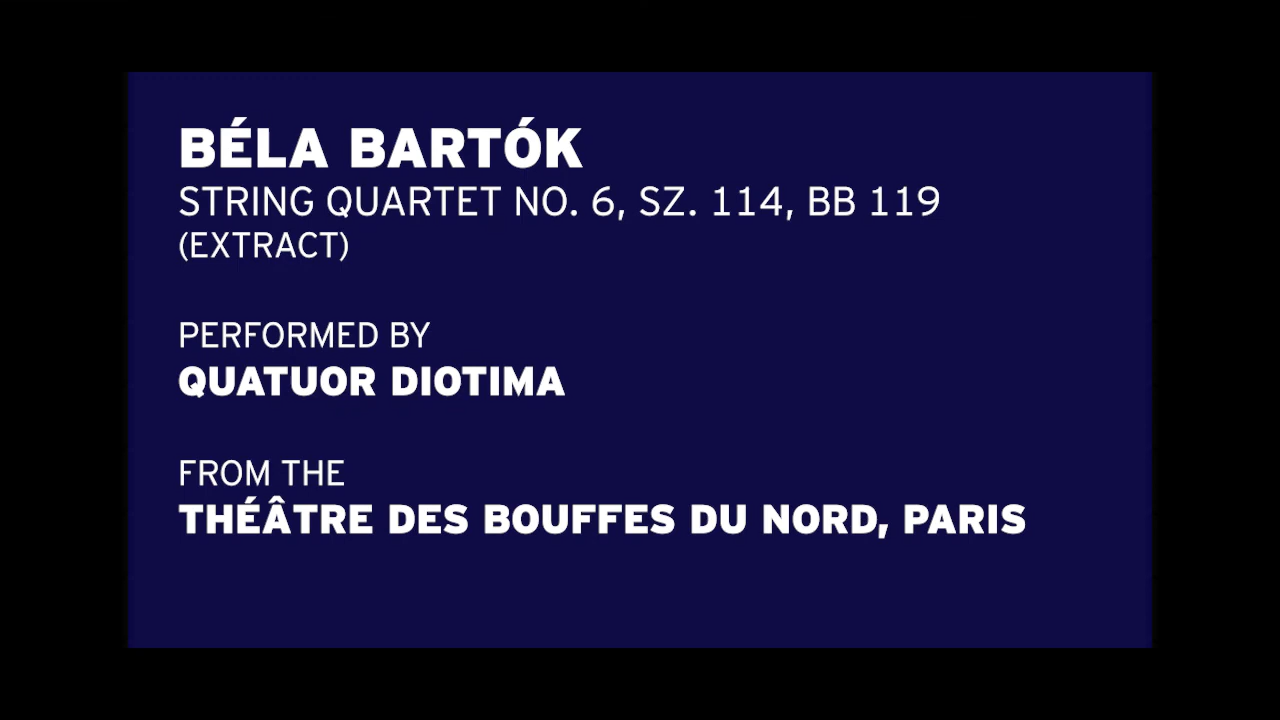 BÉLA BARTÓK
STRING QUARTET NO. 6, SZ. 114, BB 119
(EXTRACT)
PERFORMED BY
QUATUOR DIOTIMA
FROM THE
THÉÂTRE DES BOUFFES DU NORD, PARIS